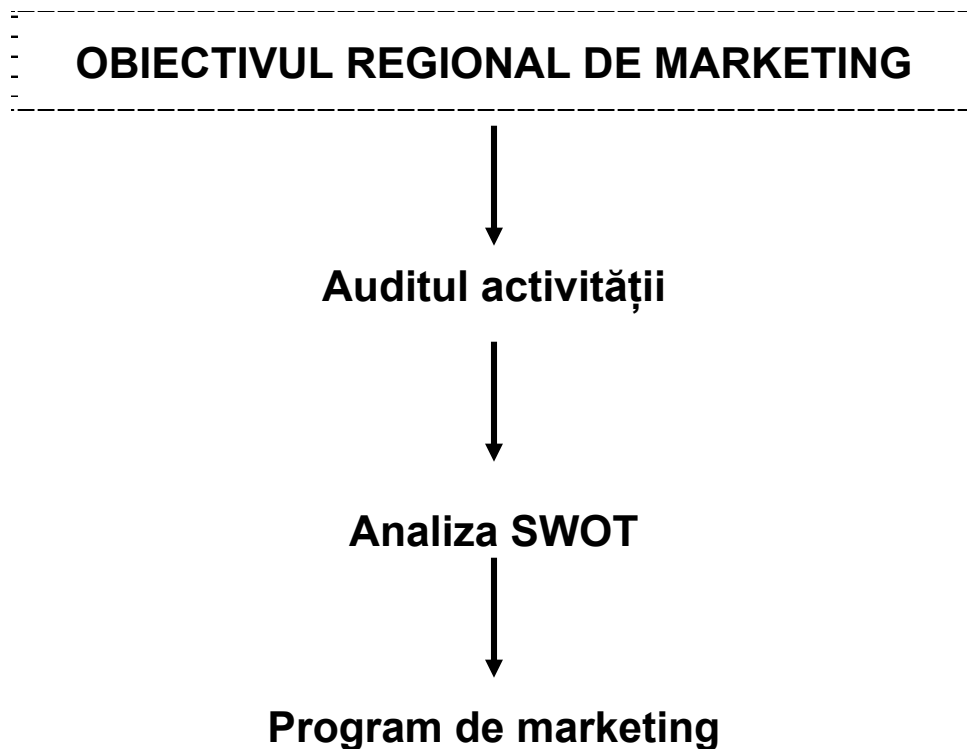 OBIECTIVUL REGIONAL DE MARKETING
Auditul activității
Analiza SWOT
Program de marketing